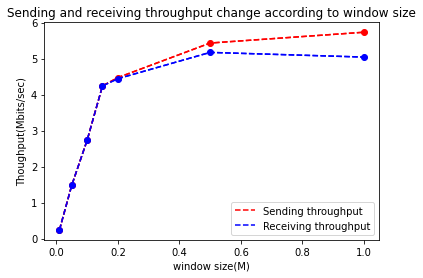 Sending and receiving throughput change according to window size
6
5
4
3
2
1
0
Thoughput(Mbits/sec)
Sending throughput
Receiving throughput
0.0 0.2 0.4 0.6 0.8 1.0
window size(M)